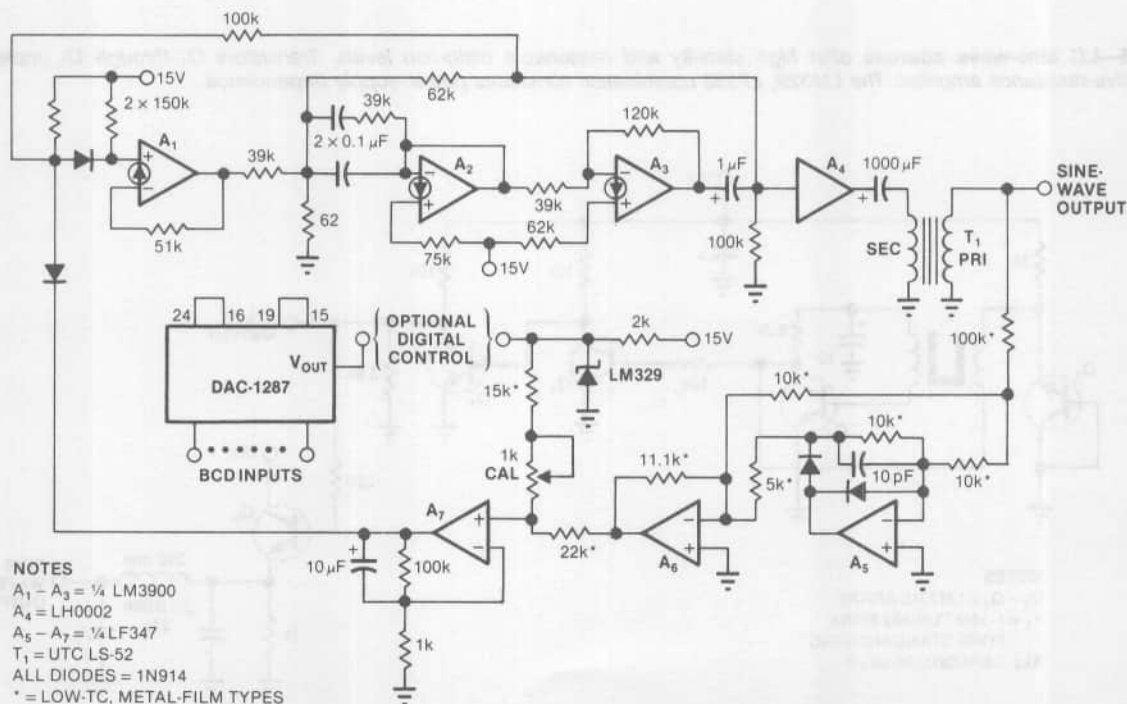 100k
15V
2 × 150k
A1
39k
51k
62
62k
39k
2 × 0.1 μF
A2
39k
75k
15V
62k
120k
A3
1 μF
100k
A4
1000 μF
SEC
T1
PRI
SINE-
WAVE
OUTPUT
24
16
19
15
VOUT
DAC-1287
BCD INPUTS
OPTIONAL
DIGITAL
CONTROL
2k
15V
LM329
15k*
1k
CAL
100k*
10k*
10k*
10 pF
10k*
5k*
11.1k*
A5
A6
22k*
A7
10 μF
100k
1k
NOTES
A1 – A3 = ¼ LM3900
A4 = LH0002
A5 – A7 = ¼ LF347
T1 = UTC LS-52
ALL DIODES = 1N914
* = LOW-TC, METAL-FILM TYPES